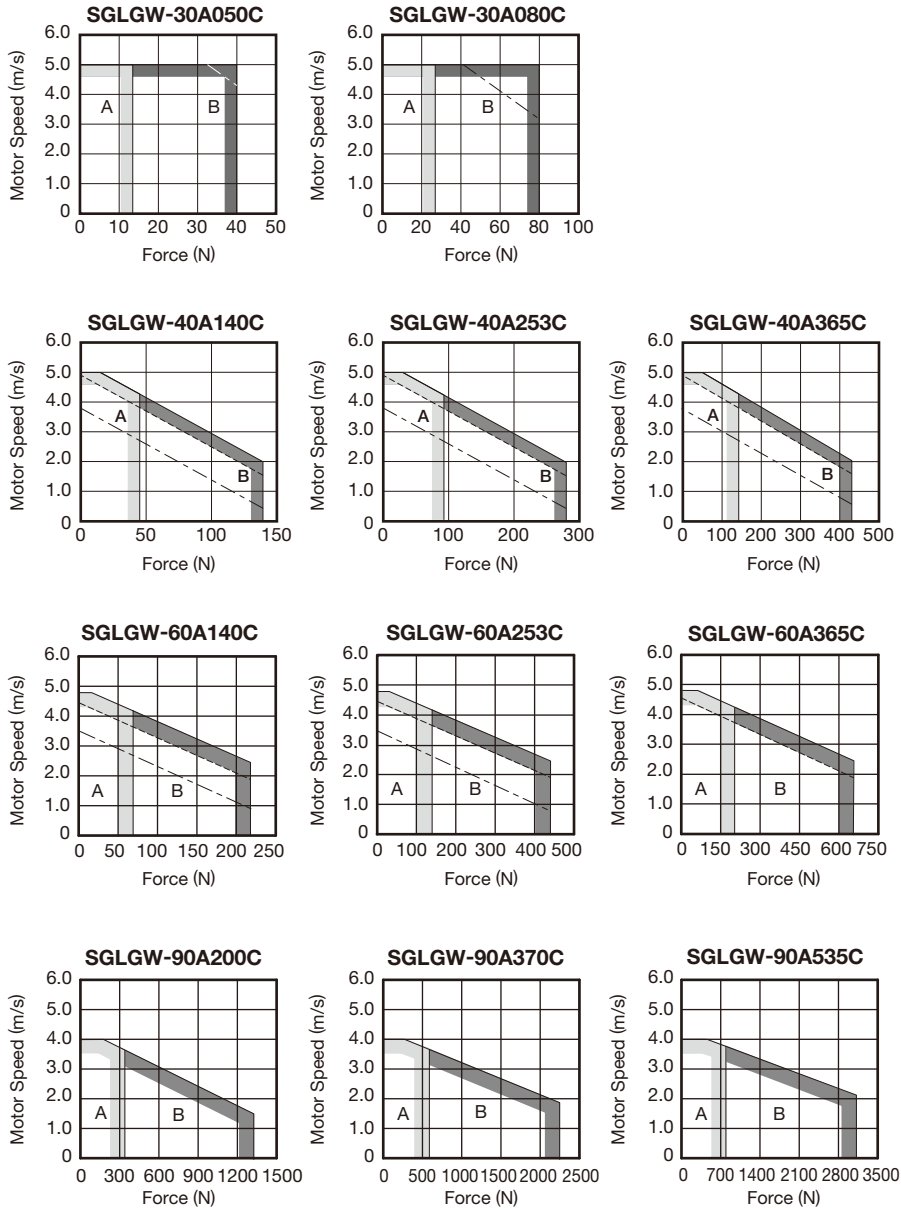 SGLGW-30A050C
SGLGW-30A080C
Motor Speed (m/s)
6.0
5.0
4.0
3.0
2.0
1.0
0
A
B
0 10 20 30 40 50
Force (N)
Motor Speed (m/s)
6.0
5.0
4.0
3.0
2.0
1.0
0
A
B
0 20 40 60 80 100
Force (N)
SGLGW-40A140C
SGLGW-40A253C
SGLGW-40A365C
Motor Speed (m/s)
6.0
5.0
4.0
3.0
2.0
1.0
0
A
B
0 50 100 150
Force (N)
Motor Speed (m/s)
6.0
5.0
4.0
3.0
2.0
1.0
0
A
B
0 100 200 300
Force (N)
Motor Speed (m/s)
6.0
5.0
4.0
3.0
2.0
1.0
0
A
B
0 100 200 300 400 500
Force (N)
SGLGW-60A140C
SGLGW-60A253C
SGLGW-60A365C
Motor Speed (m/s)
6.0
5.0
4.0
3.0
2.0
1.0
0
A
B
0 50 100 150 200 250
Force (N)
Motor Speed (m/s)
6.0
5.0
4.0
3.0
2.0
1.0
0
A
B
0 100 200 300 400 500
Force (N)
Motor Speed (m/s)
6.0
5.0
4.0
3.0
2.0
1.0
0
A
B
0 150 300 450 600 750
Force (N)
SGLGW-90A200C
SGLGW-90A370C
SGLGW-90A535C
Motor Speed (m/s)
6.0
5.0
4.0
3.0
2.0
1.0
0
A
B
0 300 600 900 1200 1500
Force (N)
Motor Speed (m/s)
6.0
5.0
4.0
3.0
2.0
1.0
0
A
B
0 500 1000 1500 2000 2500
Force (N)
Motor Speed (m/s)
6.0
5.0
4.0
3.0
2.0
1.0
0
A
B
0 700 1400 2100 2800 3500
Force (N)